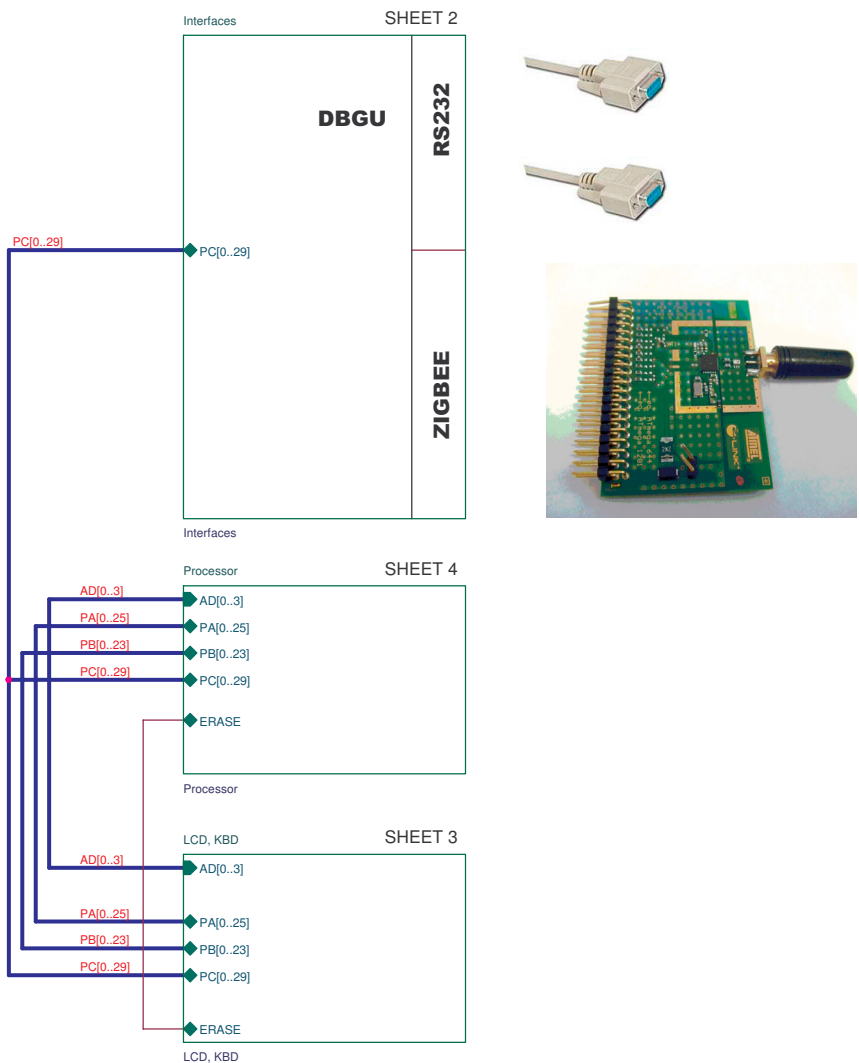 Interfaces
SHEET 2
DBGU
RS232
PC[0..29]
PC[0..29]
ZIGBEE
ATMEL
Interfaces
Processor
SHEET 4
AD[0..3]
AD[0..3]
PA[0..25]
PA[0..25]
PB[0..23]
PB[0..23]
PC[0..29]
PC[0..29]
ERASE
Processor
LCD, KBD
SHEET 3
AD[0..3]
AD[0..3]
PA[0..25]
PA[0..25]
PB[0..23]
PB[0..23]
PC[0..29]
PC[0..29]
ERASE
LCD, KBD